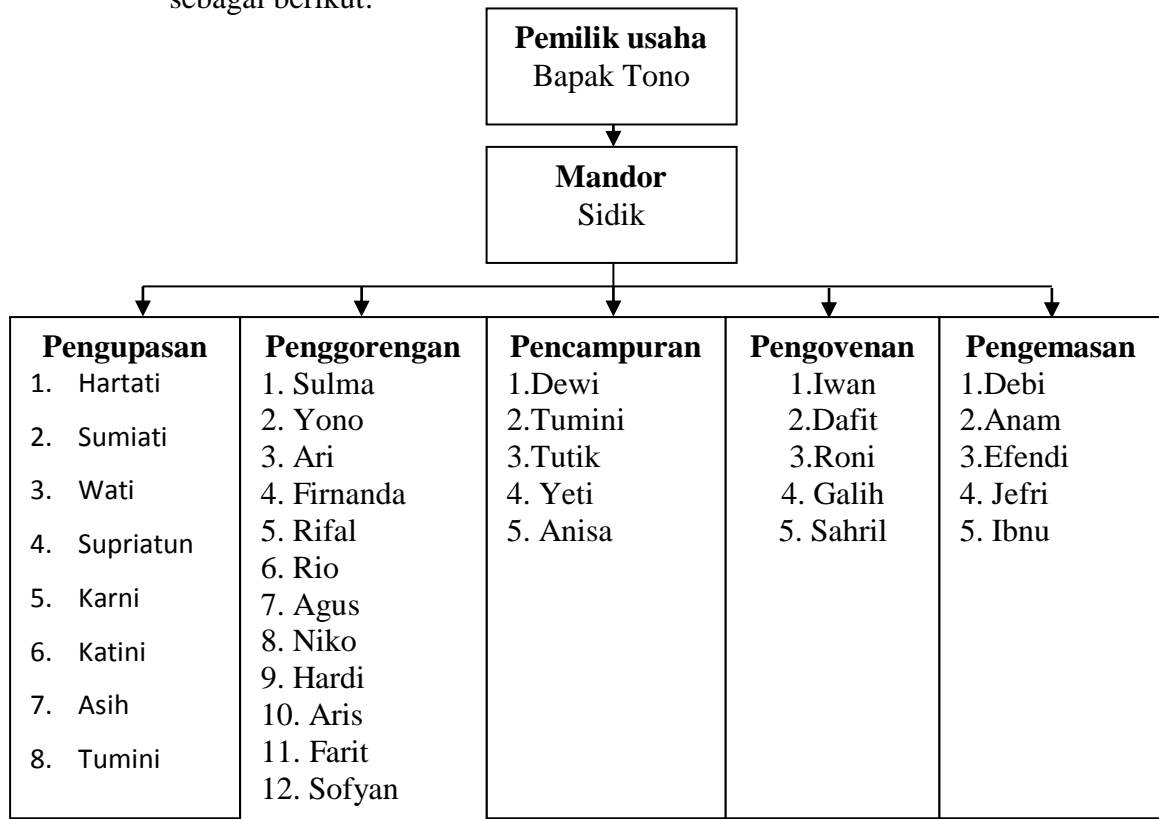 sebagai berikut:
Pemilik usaha
Bapak Tono
Mandor
Sidik
Pengupasan
1. Hartati
2. Sumiati
3. Wati
4. Supriatun
5. Karni
6. Katini
7. Asih
8. Tumini
Penggorengan
1. Sulma
2. Yono
3. Ari
4. Firnanda
5. Rifal
6. Rio
7. Agus
8. Niko
9. Hardi
10. Aris
11. Farit
12. Sofyan
Pencampuran
1.Dewi
2.Tumini
3.Tutik
4. Yeti
5. Anisa
Pengovenan
1.Iwan
2.Dafit
3.Roni
4. Galih
5. Sahril
Pengemasan
1.Debi
2.Anam
3.Efendi
4. Jefri
5. Ibnu